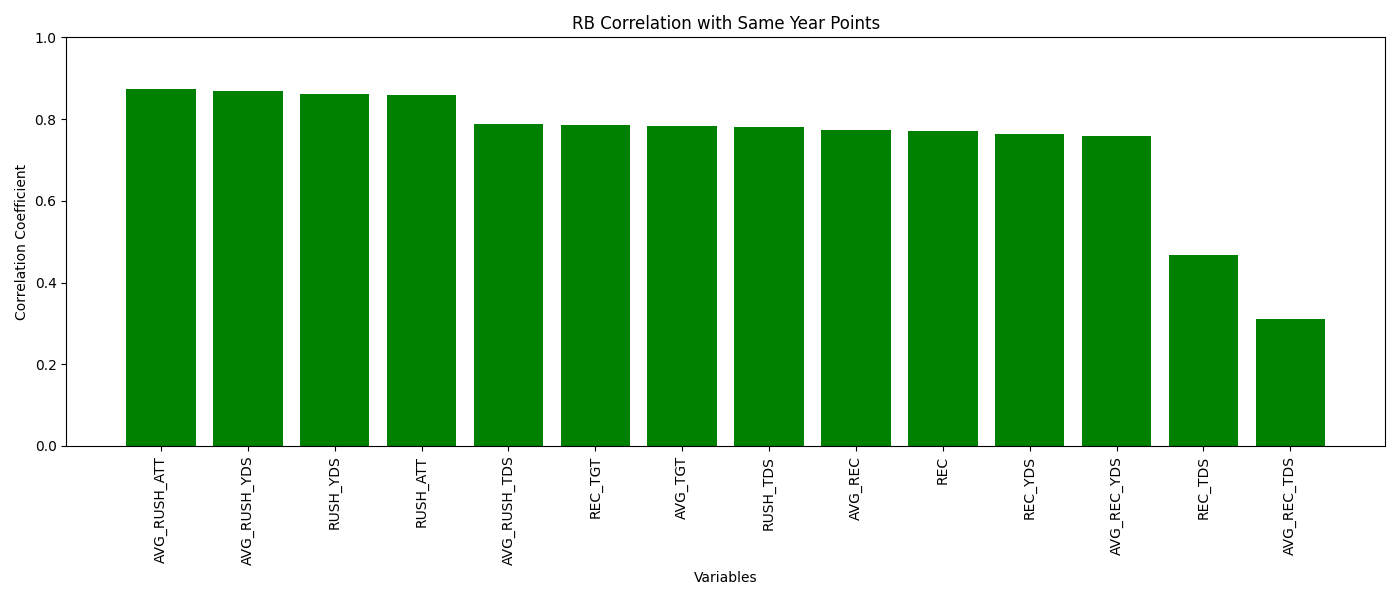 RB Correlation with Same Year Points
Correlation Coefficient
1.0
0.8
0.6
0.4
0.2
0.0
AVG_RUSH_ATT
AVG_RUSH_YDS
RUSH_YDS
RUSH_ATT
AVG_RUSH_TDS
REC_TGT
AVG_TGT
RUSH_TDS
AVG_REC
REC
REC_YDS
AVG_REC_YDS
REC_TDS
AVG_REC_TDS
Variables